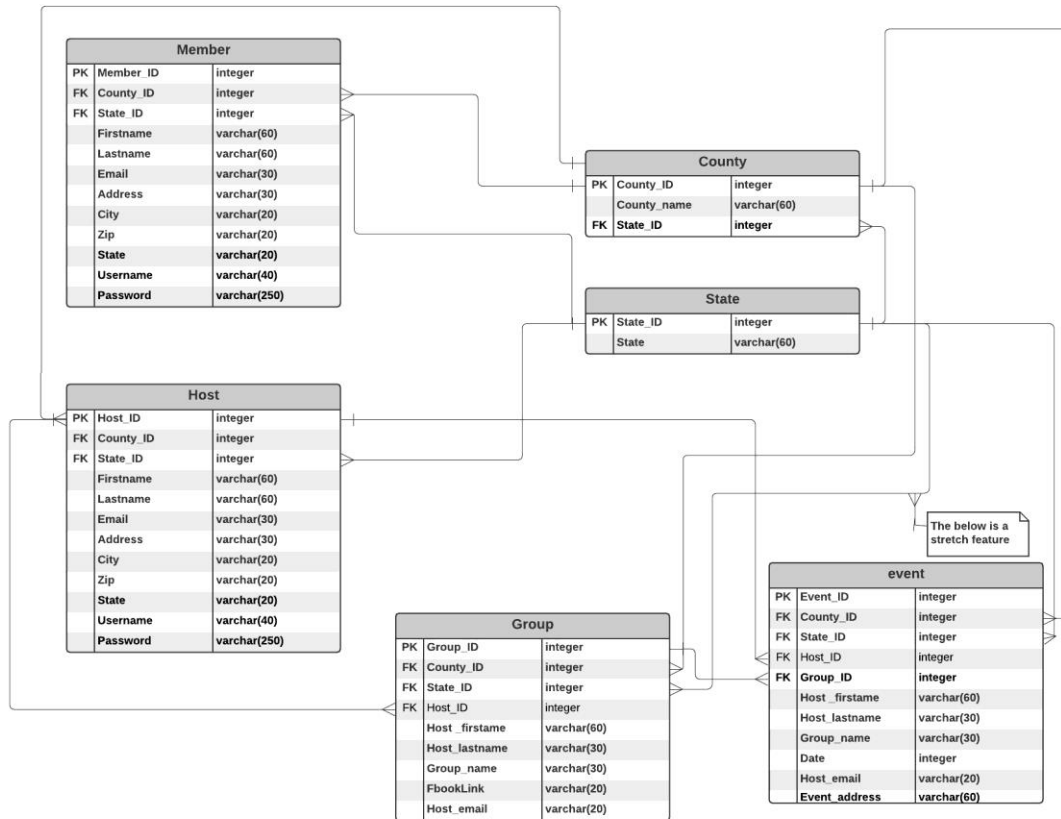 Member
PK Member_ID integer
FK County_ID integer
FK State_ID integer
Firstname varchar(60)
Lastname varchar(60)
Email varchar(30)
Address varchar(30)
City varchar(20)
Zip varchar(20)
State varchar(20)
Username varchar(40)
Password varchar(250)
County
PK County_ID integer
County_name varchar(60)
FK State_ID integer
State
PK State_ID integer
State varchar(60)
Host
PK Host_ID integer
FK County_ID integer
FK State_ID integer
Firstname varchar(60)
Lastname varchar(60)
Email varchar(30)
Address varchar(30)
City varchar(20)
Zip varchar(20)
State varchar(20)
Username varchar(40)
Password varchar(250)
The below is a
stretch feature
Group
PK Group_ID integer
FK County_ID integer
FK State_ID integer
FK Host_ID integer
Host _firstame varchar(60)
Host_lastname varchar(30)
Group_name varchar(30)
FbookLink varchar(20)
Host_email varchar(20)
event
PK Event_ID integer
FK County_ID integer
FK State_ID integer
FK Host_ID integer
FK Group_ID integer
Host _firstame varchar(60)
Host_lastname varchar(30)
Group_name varchar(30)
Date integer
Host_email varchar(20)
Event_address varchar(60)